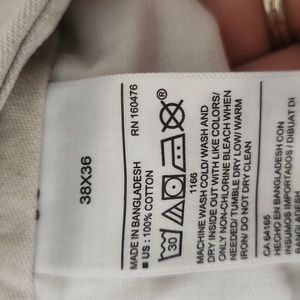 38X36
MADE IN BANGLADESH
RN 160476
US : 100% COTTON
30
1166
MACHINE WASH COLD/ WASH AND
DRY INSIDE OUT WITH LIKE COLORS/
ONLY NON-CHLORINE BLEACH WHEN
NEEDED/ TUMBLE DRY LOW/ WARM
IRON/ DO NOT DRY CLEAN
CA 64165
HECHO EN BANGLADESH CON
INSUMOS IMPORTADOS / DIBUAT DI
BANGLADESH